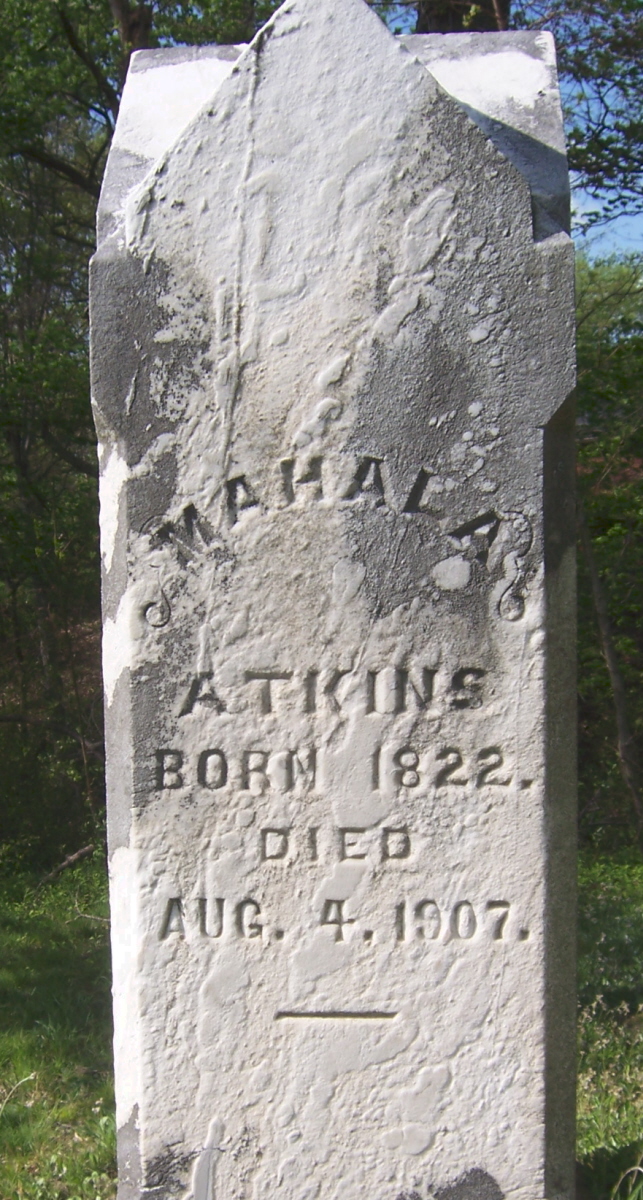 MAHALA
ATKINS
BORN 1822.
DIED
AUG. 4. 1907.